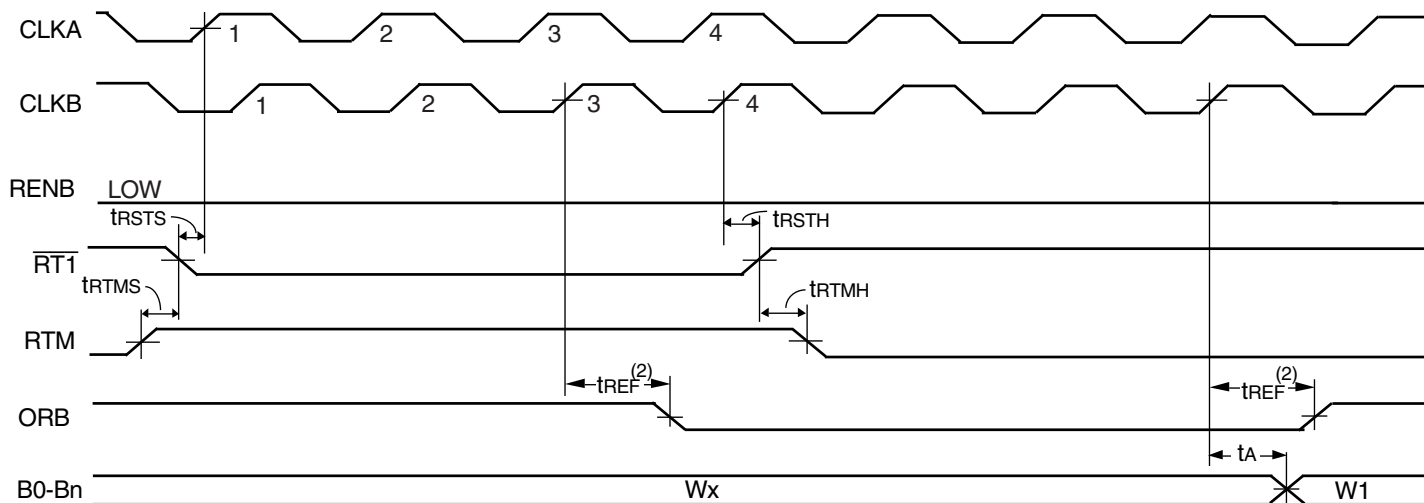 CLKA 1 2 3 4
CLKB 1 2 3 4
RENB LOW
tRSTS tRSTH
RT1
tRTMS tRTMH
RTM
tREF(2) tREF(2)
ORB
tA
B0-Bn Wx W1